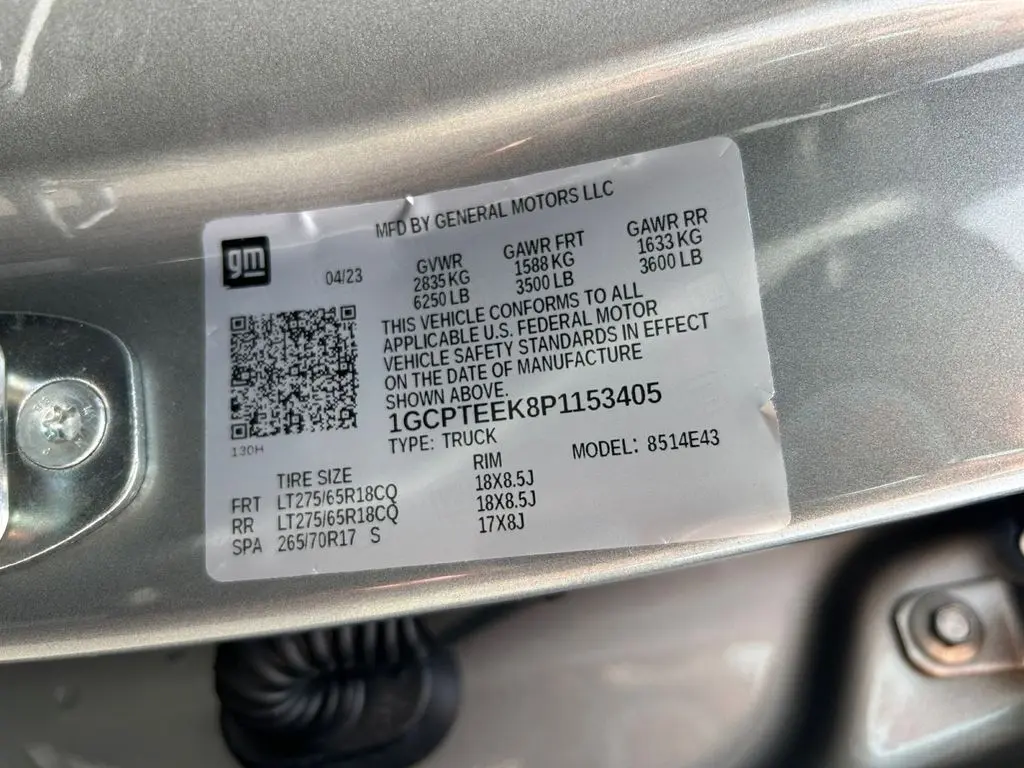 MFD BY GENERAL MOTORS LLC
gm
04/23
GVWR GAWR FRT GAWR RR
2835 KG 1588 KG 1633 KG
6250 LB 3500 LB 3600 LB
THIS VEHICLE CONFORMS TO ALL
APPLICABLE U.S. FEDERAL MOTOR
VEHICLE SAFETY STANDARDS IN EFFECT
ON THE DATE OF MANUFACTURE
SHOWN ABOVE.
1GCPTEEK8P1153405
130H
TYPE: TRUCK MODEL: 8514E43
TIRE SIZE RIM
FRT LT275/65R18CQ 18X8.5J
RR LT275/65R18CQ 18X8.5J
SPA 265/70R17 S 17X8J